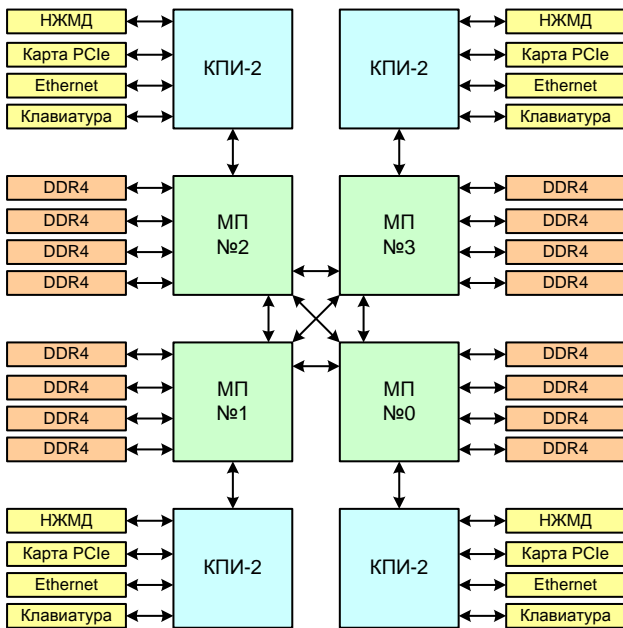 НЖМД
Карта PCIe
Ethernet
Клавиатура
КПИ-2
КПИ-2
НЖМД
Карта PCIe
Ethernet
Клавиатура
DDR4
DDR4
DDR4
DDR4
МП
№2
МП
№3
DDR4
DDR4
DDR4
DDR4
DDR4
DDR4
DDR4
DDR4
МП
№1
МП
№0
DDR4
DDR4
DDR4
DDR4
НЖМД
Карта PCIe
Ethernet
Клавиатура
КПИ-2
КПИ-2
НЖМД
Карта PCIe
Ethernet
Клавиатура